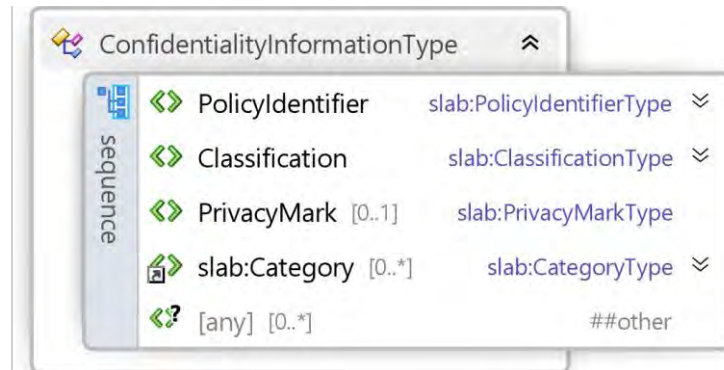 ConfidentialityInformationType
sequence
PolicyIdentifier slab:PolicyIdentifierType
Classification slab:ClassificationType
PrivacyMark [0..1] slab:PrivacyMarkType
slab:Category [0..*] slab:CategoryType
[any] [0..*] ##other